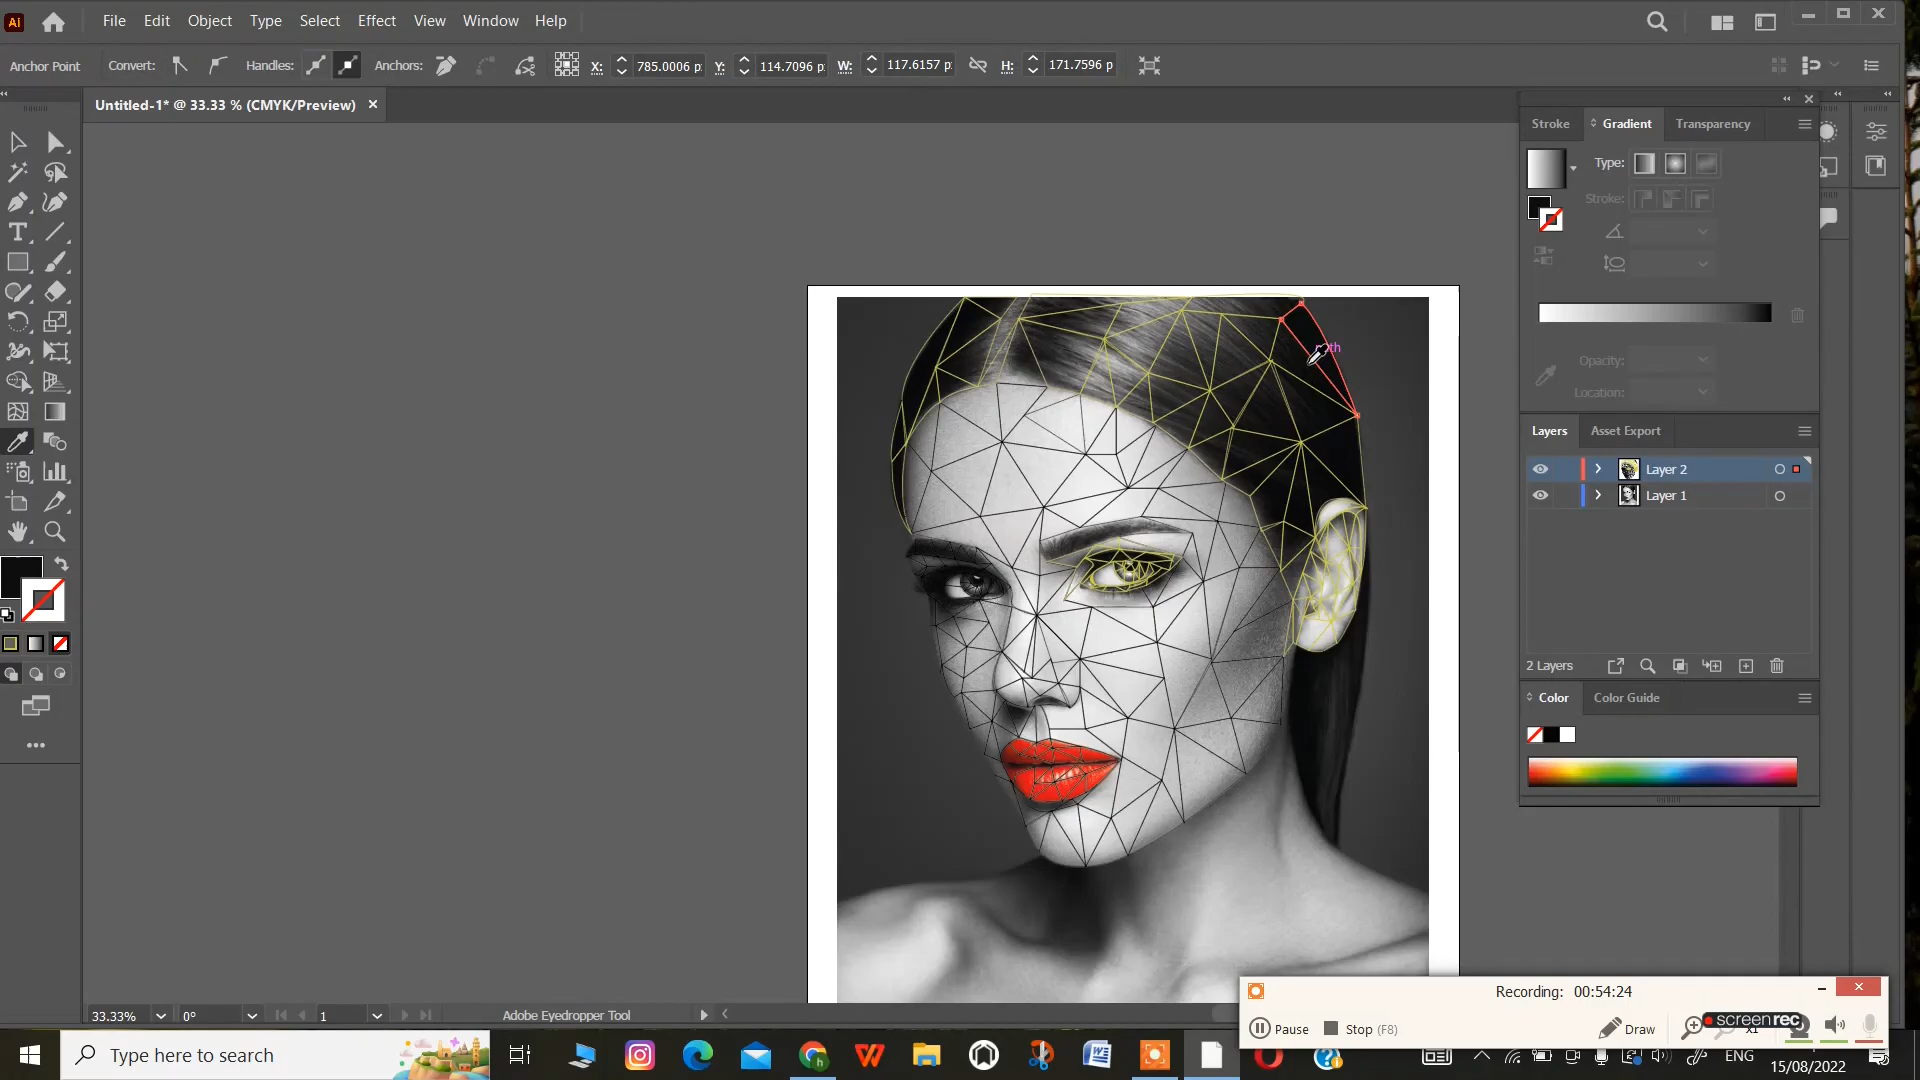 Ai File Edit Object Type Select Effect View Window Help
Anchor Point Convert: Handles: Anchors: X: 785.0006 p Y: 114.7096 p W: 117.6157 p H: 171.7596 p
Untitled-1* @ 33.33 % (CMYK/Preview)
Stroke Gradient Transparency
Type:
Stroke:
Opacity:
Location:
Layers Asset Export
Layer 2
Layer 1
2 Layers
Color Color Guide
33.33% 0° 1 Adobe Eyedropper Tool
Recording: 00:54:24
Pause Stop (F8) Draw
screenrec
Type here to search
ENG
15/08/2022